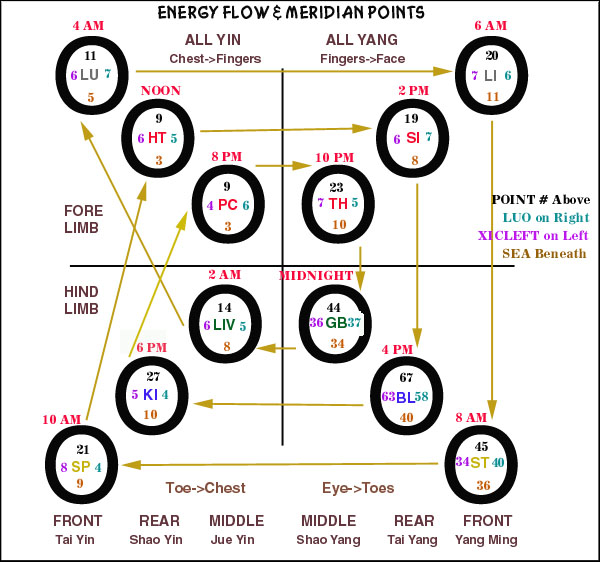 ENERGY FLOW & MERIDIAN POINTS
4 AM
6 AM
ALL YIN
ALL YANG
Chest->Fingers
Fingers->Face
11
6 LU 7
5
20
7 LI 6
11
NOON
2 PM
9
6 HT 5
3
19
6 SI 7
8
8 PM
10 PM
9
4 PC 6
3
23
7 TH 5
10
POINT # Above
LUO on Right
XICLEFT on Left
SEA Beneath
FORE
LIMB
HIND
LIMB
2 AM
MIDNIGHT
14
6 LIV 5
8
44
36 GB 37
34
6 PM
4 PM
27
5 KI 4
10
67
63 BL 58
40
10 AM
8 AM
21
8 SP 4
9
45
34 ST 40
36
Toe->Chest
Eye->Toes
FRONT REAR MIDDLE MIDDLE REAR FRONT
Tai Yin Shao Yin Jue Yin Shao Yang Tai Yang Yang Ming